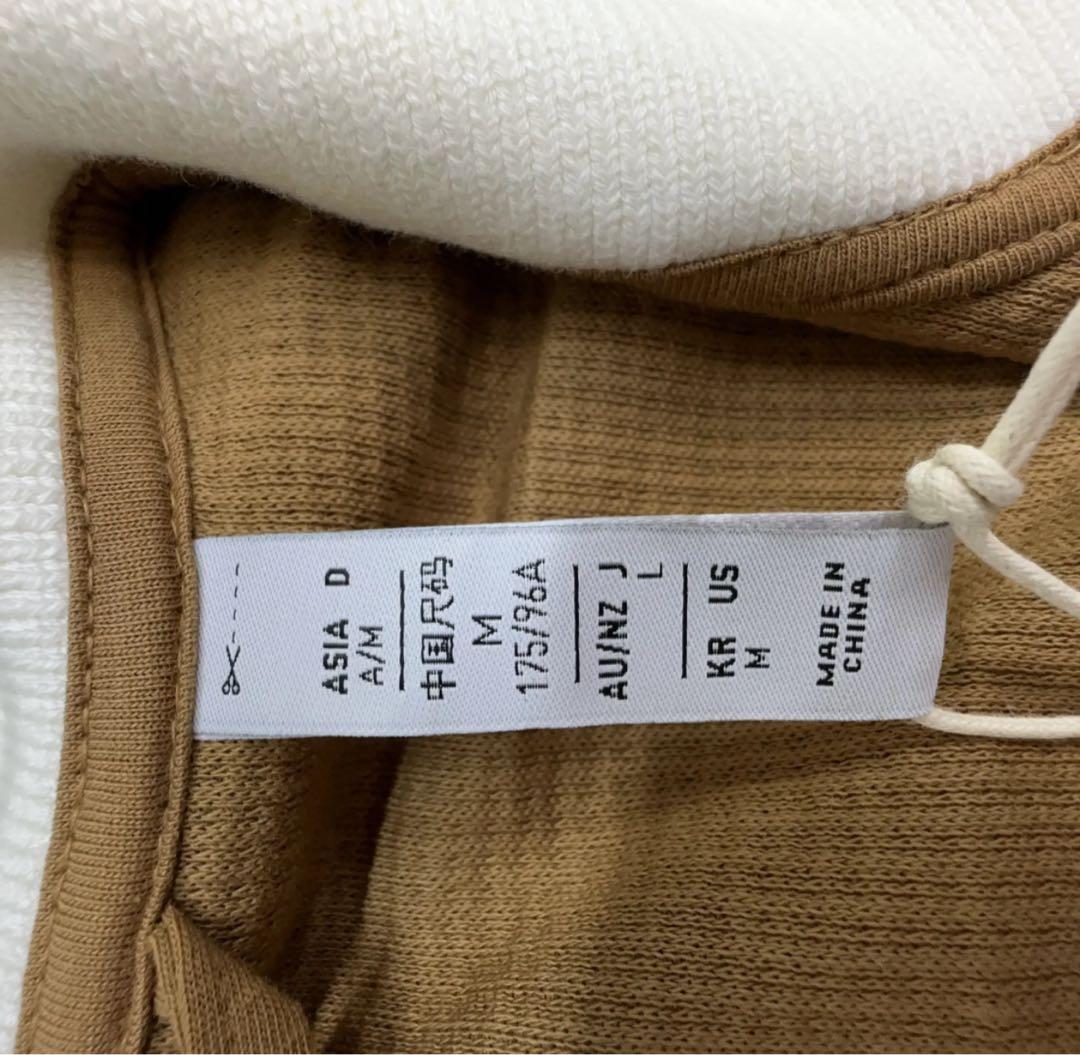 ASIA D
A/M
中国尺码
M
175/96A
AU/NZ J
L
KR US
M
MADE IN
CHINA